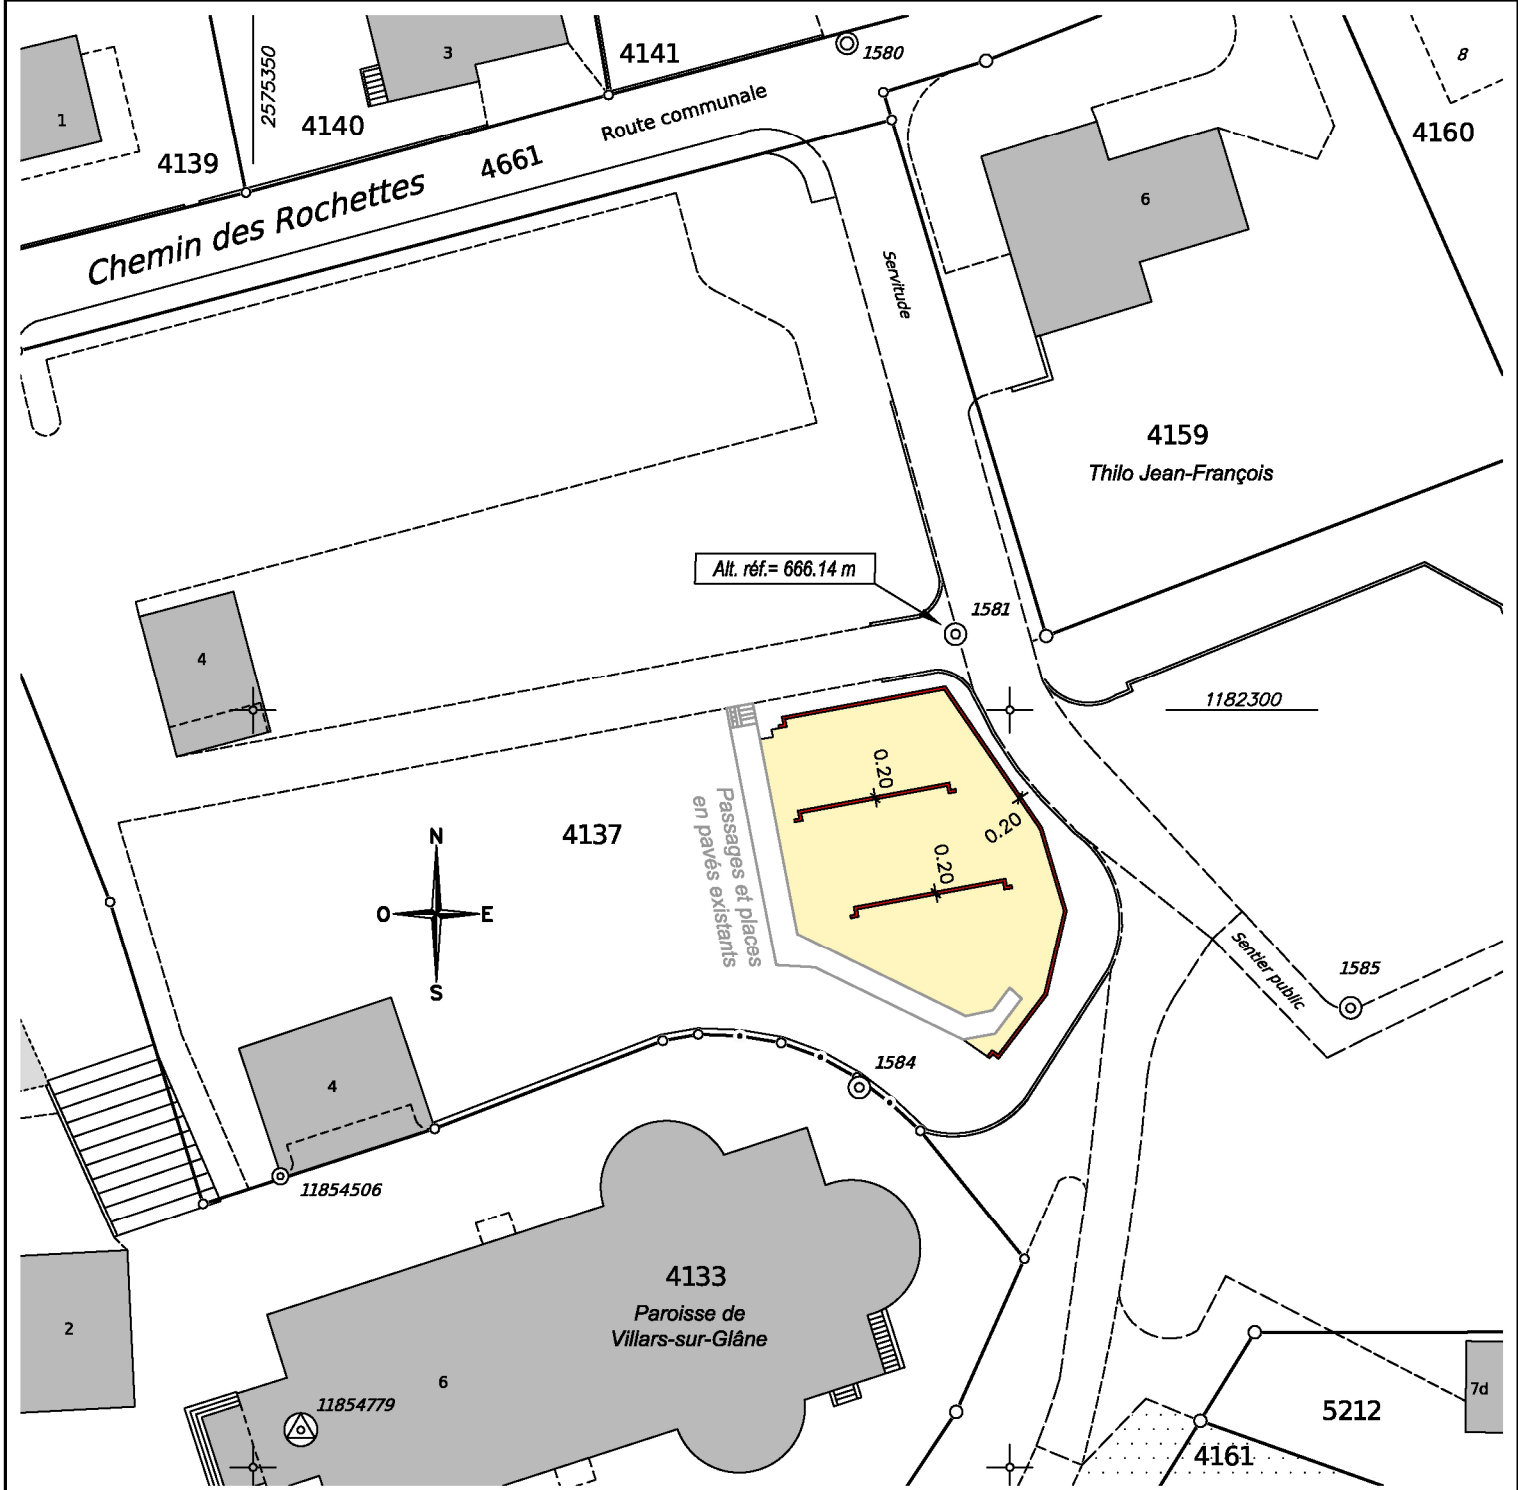 3
4141
1580
8
2575350
1
4140
Route communale
4160
4139
4661
Chemin des Rochettes
6
Servitude
4159
Thilo Jean-François
Alt. réf.= 666.14 m
1581
4
1182300
0.20
Passages et places
en pavés existants
4137
0.20
N
0.20
O
E
S
Sentier public
1585
1584
4
11854506
4133
Paroisse de
Villars-sur-Glâne
2
6
11854779
7d
5212
4161